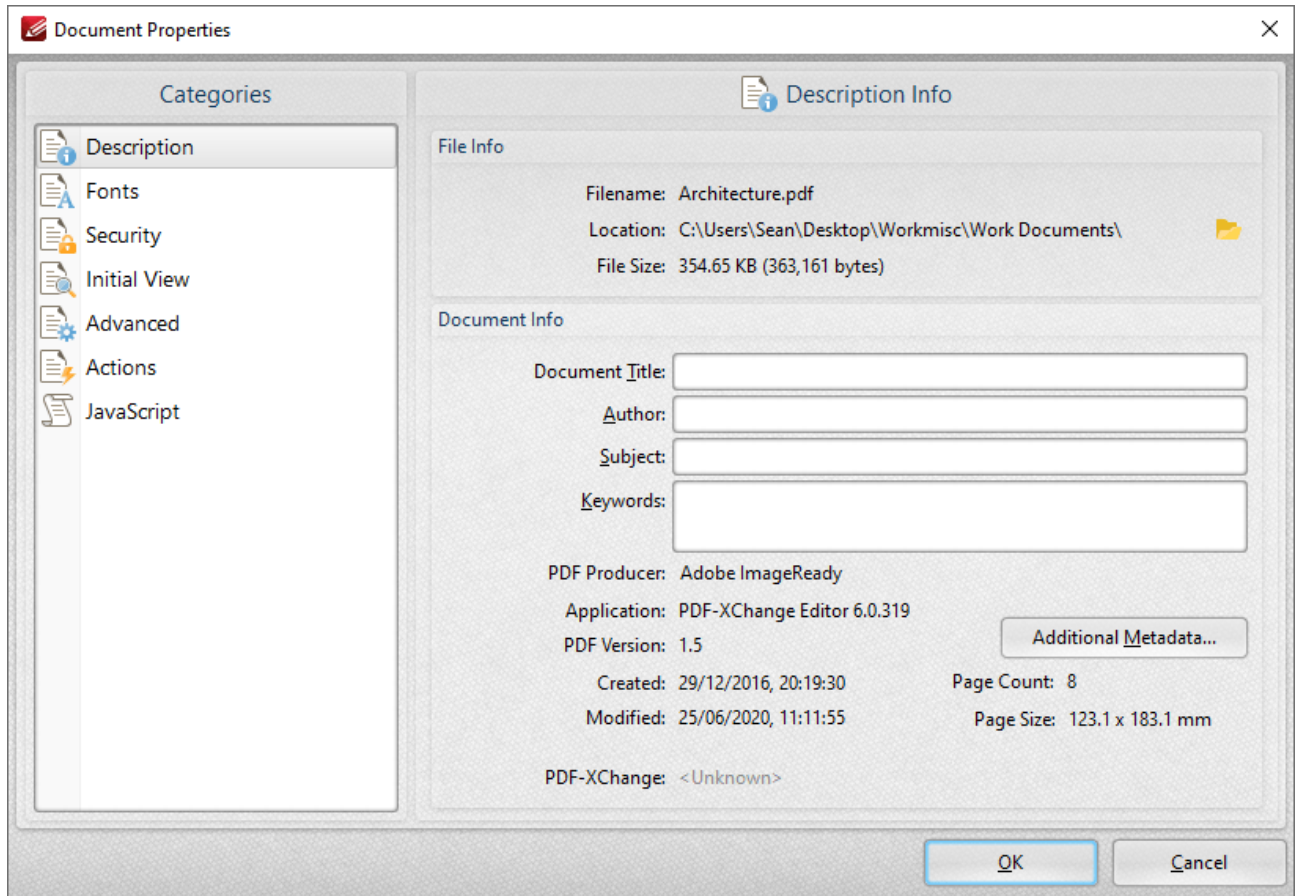 Document Properties
Categories
Description
Fonts
Security
Initial View
Advanced
Actions
JavaScript
Description Info
File Info
Filename: Architecture.pdf
Location: C:\Users\Sean\Desktop\Workmisc\Work Documents\
File Size: 354.65 KB (363,161 bytes)
Document Info
Document Title:
Author:
Subject:
Keywords:
PDF Producer: Adobe ImageReady
Application: PDF-XChange Editor 6.0.319
PDF Version: 1.5
Additional Metadata...
Created: 29/12/2016, 20:19:30
Page Count: 8
Modified: 25/06/2020, 11:11:55
Page Size: 123.1 x 183.1 mm
PDF-XChange: <Unknown>
OK
Cancel